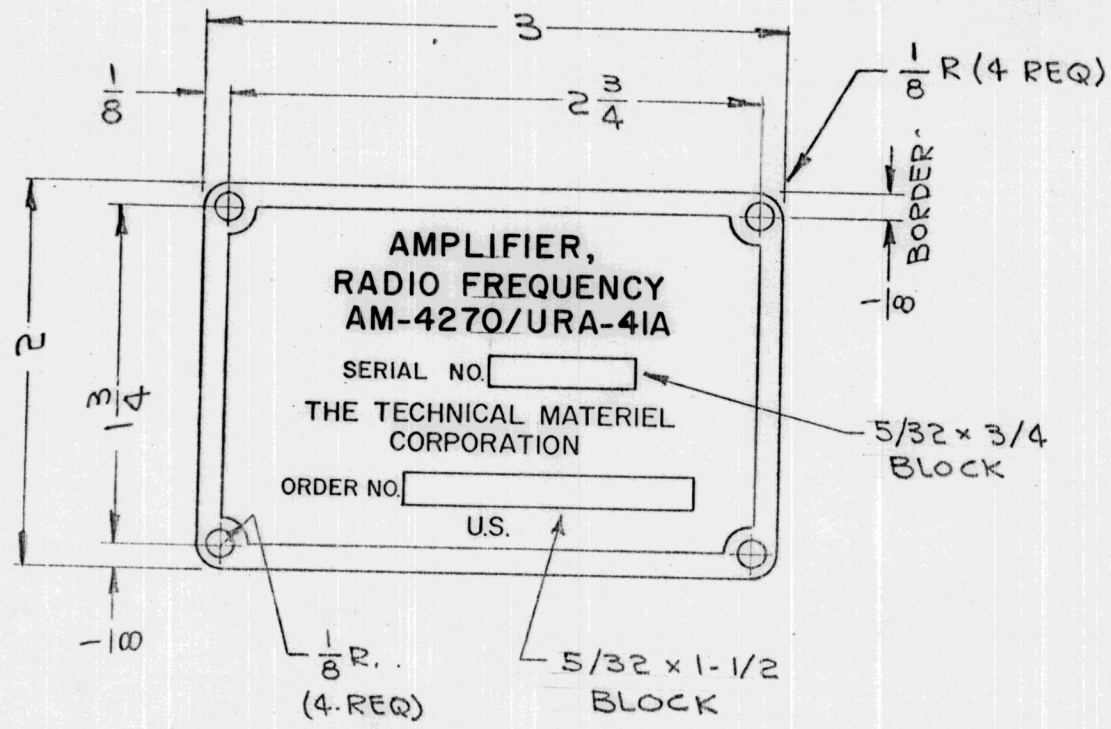 3
1/8
2 3/4
1/8 R (4 REQ)
1/8 BORDER
2
1 3/4
AMPLIFIER,
RADIO FREQUENCY
AM-4270/URA-41A
SERIAL NO.
THE TECHNICAL MATERIEL
CORPORATION
5/32 x 3/4
BLOCK
ORDER NO.
U.S.
1/8
1/8 R.
(4 REQ)
5/32 x 1-1/2
BLOCK